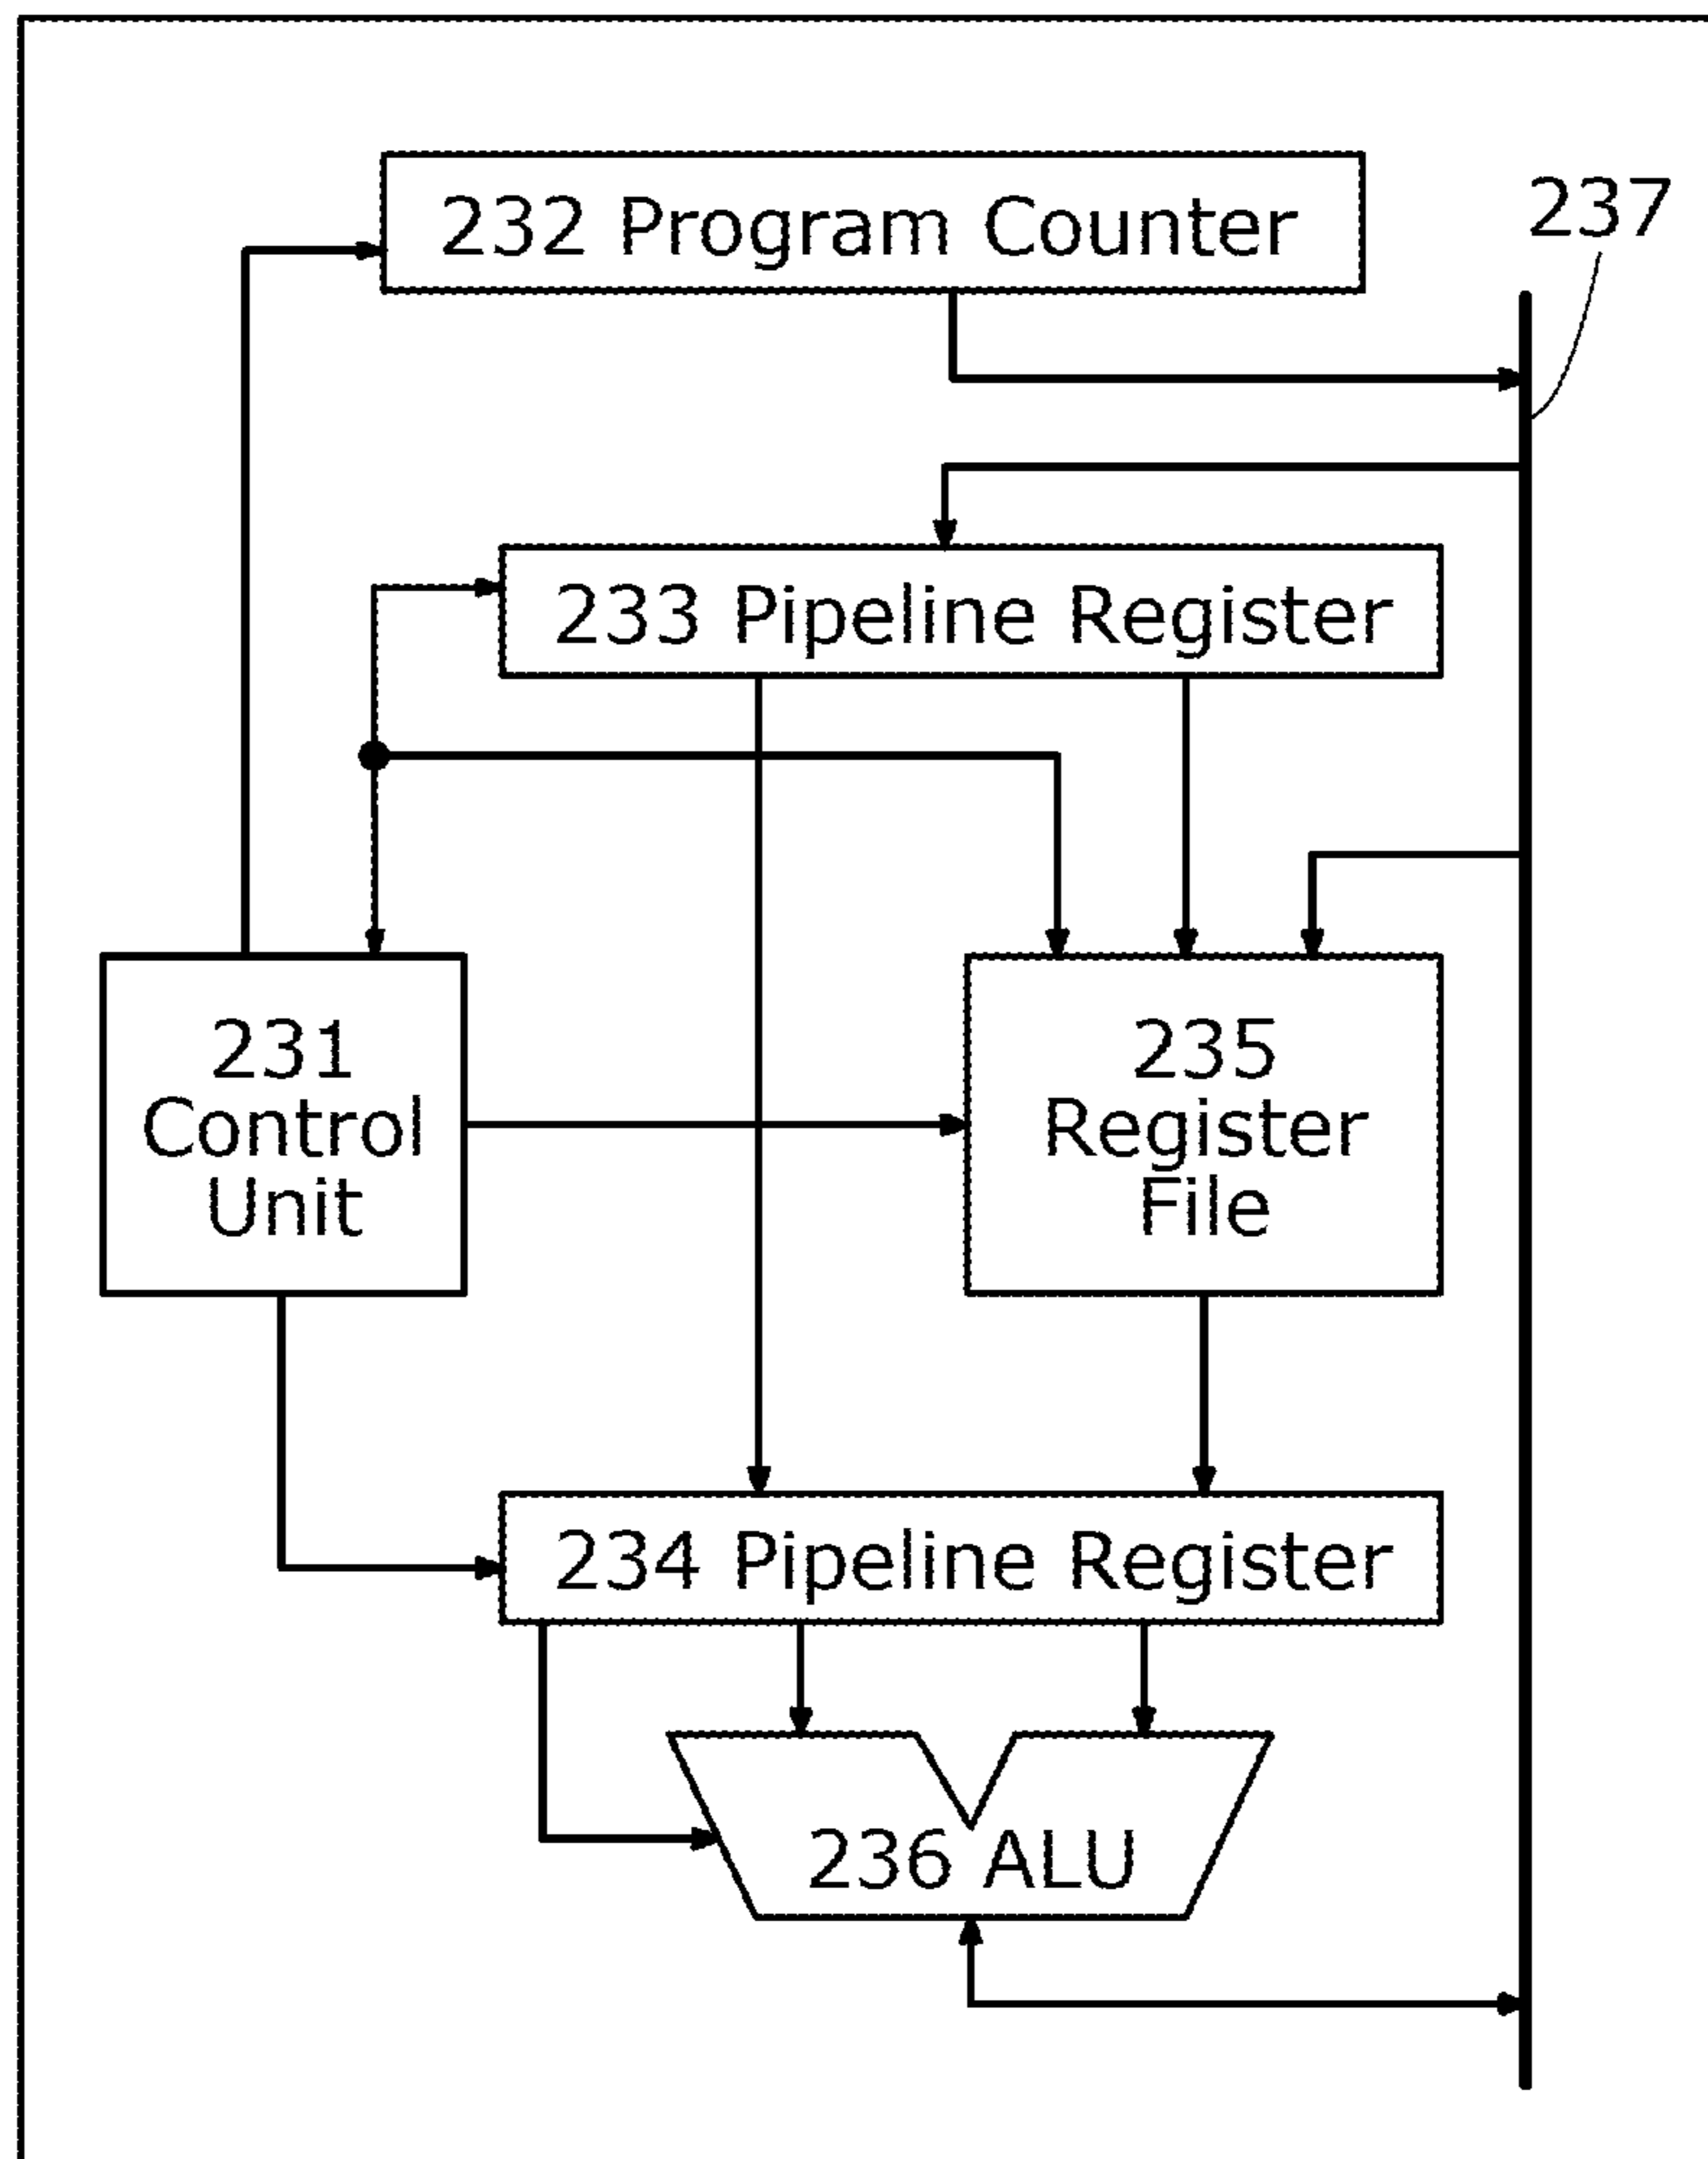 232 Program Counter
237
233 Pipeline Register
231
Control
Unit
235
Register
File
234 Pipeline Register
236 ALU